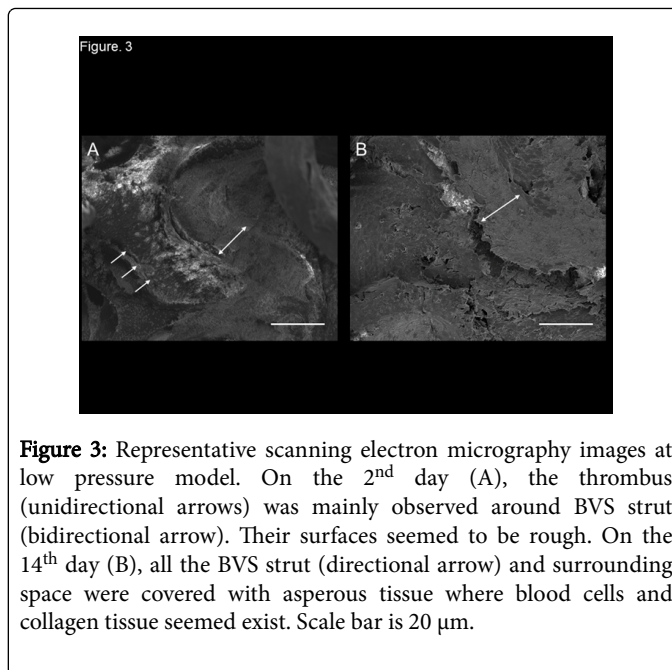 Figure. 3
A
B
Figure 3: Representative scanning electron micrography images at
low pressure model. On the 2nd day (A), the thrombus
(unidirectional arrows) was mainly observed around BVS strut
(bidirectional arrow). Their surfaces seemed to be rough. On the
14th day (B), all the BVS strut (directional arrow) and surrounding
space were covered with asperous tissue where blood cells and
collagen tissue seemed exist. Scale bar is 20 μm.